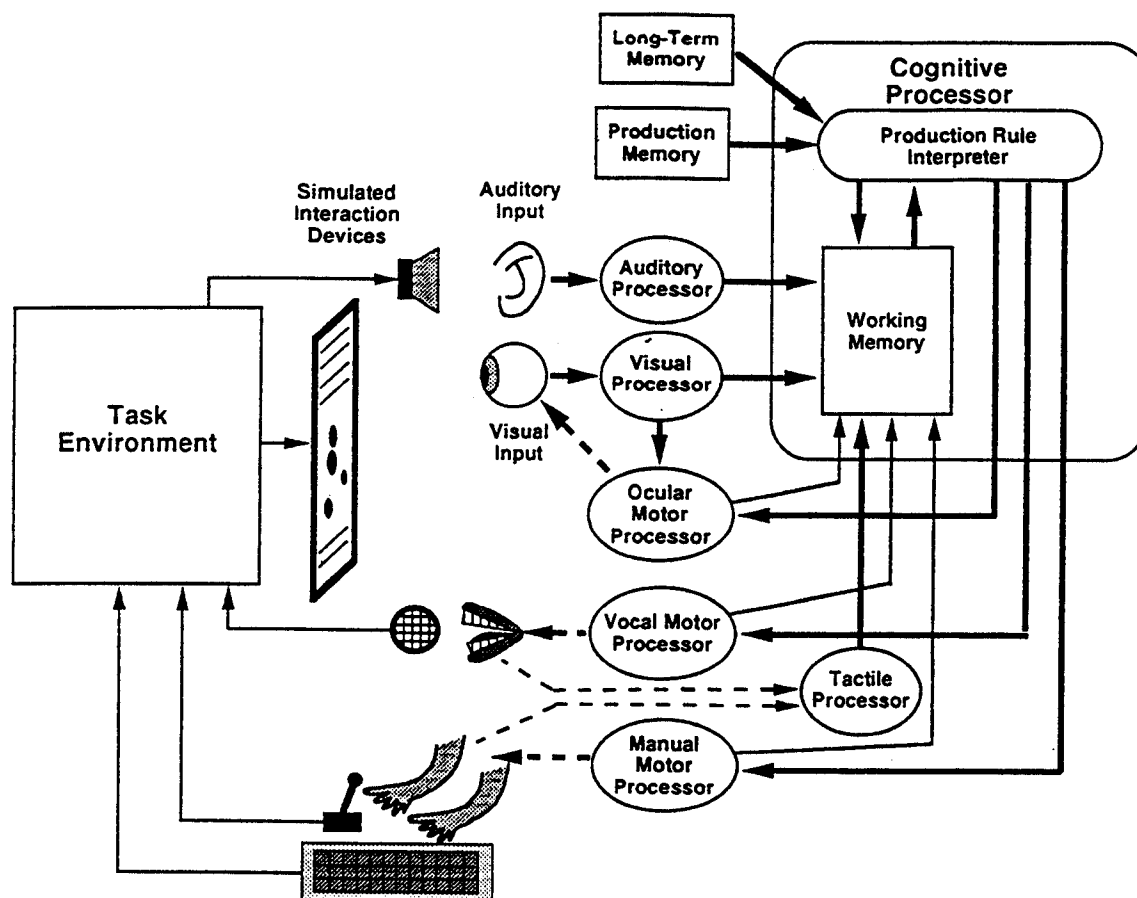 Long-Term
Memory
Cognitive
Processor
Production
Memory
Production Rule
Interpreter
Simulated
Interaction
Devices
Auditory
Input
Auditory
Processor
Working
Memory
Visual
Processor
Task
Environment
Visual
Input
Ocular
Motor
Processor
Vocal Motor
Processor
Tactile
Processor
Manual
Motor
Processor